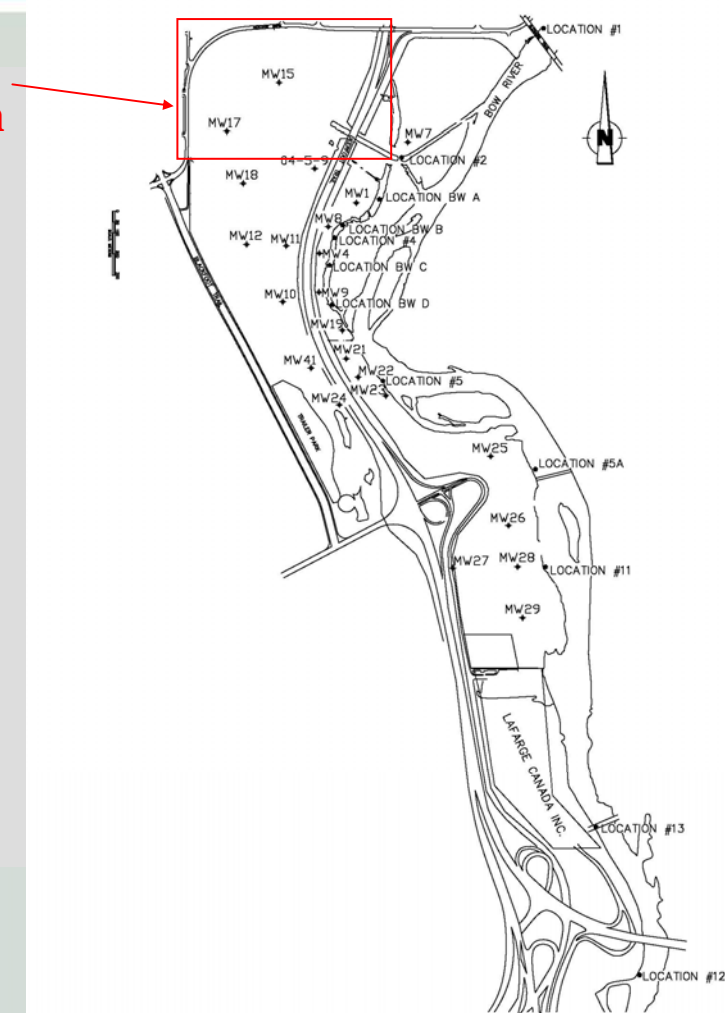 LOCATION #1
BOW RIVER
MW15
n
MW17
MW7
LOCATION #2
04-5-9
MW18
MW1
LOCATION BW A
MW8
LOCATION BW B
LOCATION #4
MW12
MW11
MW4
LOCATION BW C
N
BLACKFOOT TRAIL
MW10
MW9
LOCATION BW D
MW19
MW21
MW41
MW22
LOCATION #5
MW23
MW24
TRAILER PARK
MW25
LOCATION #5A
MW26
MW27
MW28
LOCATION #11
MW29
LAFARGE CANADA INC.
LOCATION #13
LOCATION #12